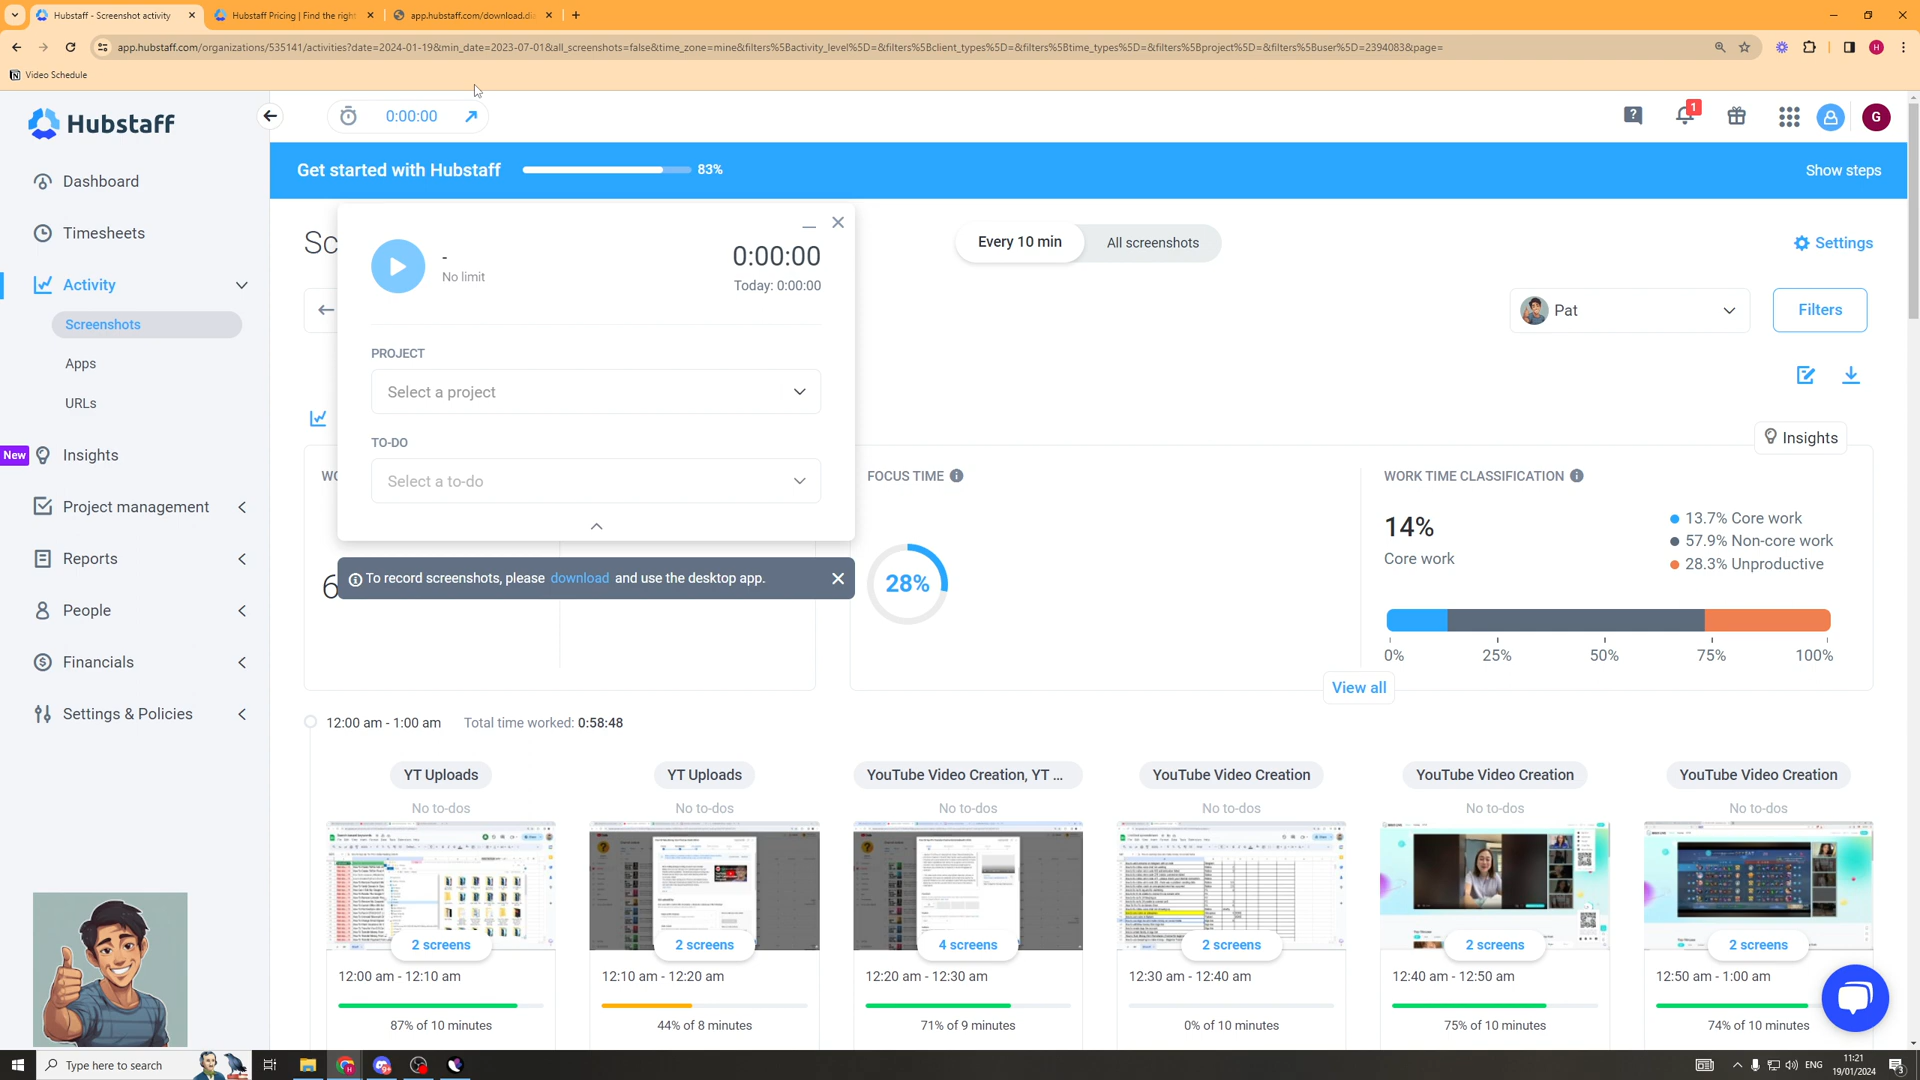 Hubstaff - Screenshot activity
Hubstaff Pricing | Find the righ
app.hubstaff.com/download.di
app.hubstaff.com/organizations/535141/activities?date=2024-01-19&min_date=2023-07-01&all_screenshots=false&time_zone=mine&filters%5Bactivity_level%5D=&filters%5Bclient_types%5D=&filters%5Btime_types%5D=&filters%5Bproject%5D=&filters%5Buser%5D=2394083&page=
H
Video Schedule
Hubstaff
0:00:00
1
G
Get started with Hubstaff
83%
Show steps
Dashboard
Timesheets
Activity
Screenshots
Apps
URLs
New
Insights
Project management
Reports
People
Financials
Settings & Policies
Sc
Every 10 min
All screenshots
Settings
-
No limit
0:00:00
Today: 0:00:00
Pat
Filters
PROJECT
Select a project
TO-DO
Select a to-do
To record screenshots, please download and use the desktop app.
Insights
WO
6
FOCUS TIME
28%
WORK TIME CLASSIFICATION
14%
Core work
13.7% Core work
57.9% Non-core work
28.3% Unproductive
0% 25% 50% 75% 100%
View all
12:00 am - 1:00 am Total time worked: 0:58:48
YT Uploads
No to-dos
2 screens
12:00 am - 12:10 am
87% of 10 minutes
YT Uploads
No to-dos
2 screens
12:10 am - 12:20 am
44% of 8 minutes
YouTube Video Creation, YT ...
No to-dos
4 screens
12:20 am - 12:30 am
71% of 9 minutes
YouTube Video Creation
No to-dos
2 screens
12:30 am - 12:40 am
0% of 10 minutes
YouTube Video Creation
No to-dos
2 screens
12:40 am - 12:50 am
75% of 10 minutes
YouTube Video Creation
No to-dos
2 screens
12:50 am - 1:00 am
74% of 10 minutes
Type here to search
ENG
11:21
19/01/2024
3